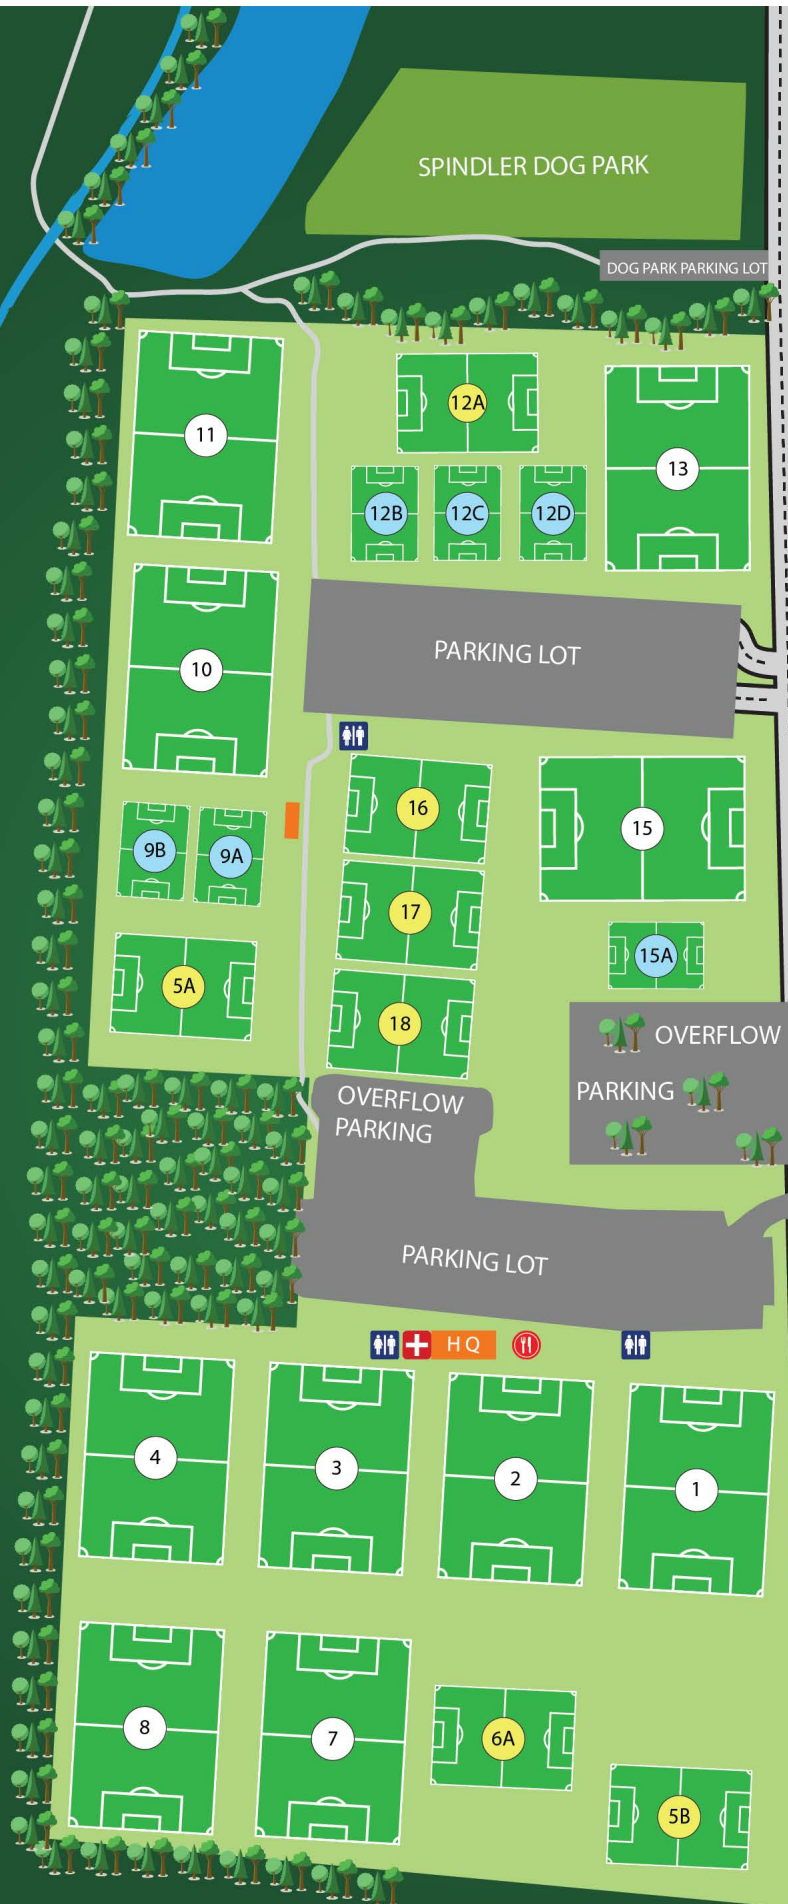 SPINDLER DOG PARK
DOG PARK PARKING LOT
12A
11
13
12B
12C
12D
PARKING LOT
10
16
15
9B
9A
17
15A
5A
18
OVERFLOW
PARKING
OVERFLOW
PARKING
PARKING LOT
HQ
4
3
2
1
8
7
6A
5B